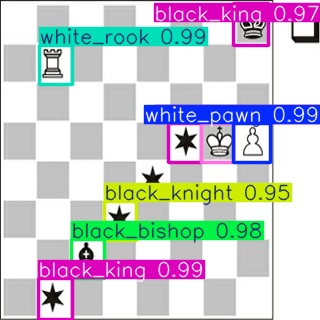 black_king 0.97
white_rook 0.99
white_pawn 0.99
black_knight 0.95
black_bishop 0.98
black_king 0.99